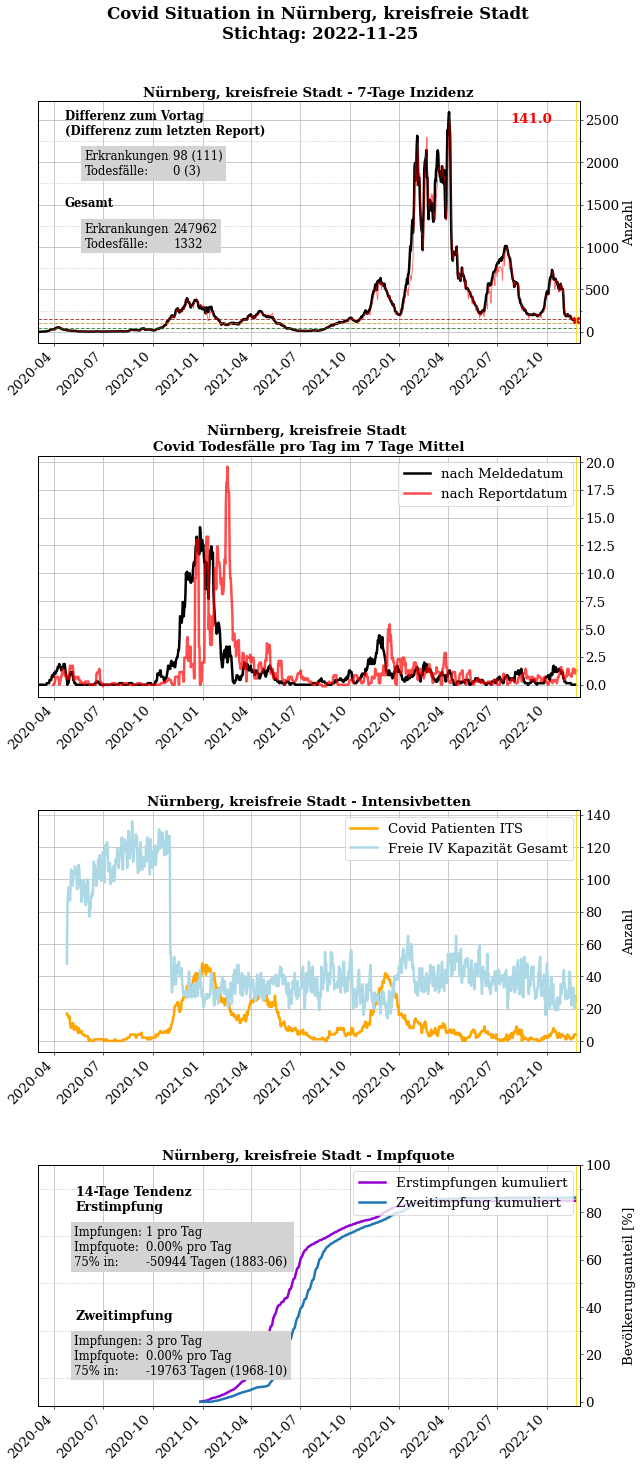 Covid Situation in Nürnberg, kreisfreie Stadt
Stichtag: 2022-11-25
Nürnberg, kreisfreie Stadt - 7-Tage Inzidenz
Differenz zum Vortag
(Differenz zum letzten Report)
Erkrankungen 98 (111)
Todesfälle: 0 (3)
Gesamt
Erkrankungen 247962
Todesfälle: 1332
141.0
2500
2000
1500
1000
500
0
Anzahl
2020-04
2020-07
2020-10
2021-01
2021-04
2021-07
2021-10
2022-01
2022-04
2022-07
2022-10
Nürnberg, kreisfreie Stadt
Covid Todesfälle pro Tag im 7 Tage Mittel
nach Meldedatum
nach Reportdatum
20.0
17.5
15.0
12.5
10.0
7.5
5.0
2.5
0.0
2020-04
2020-07
2020-10
2021-01
2021-04
2021-07
2021-10
2022-01
2022-04
2022-07
2022-10
Nürnberg, kreisfreie Stadt - Intensivbetten
Covid Patienten ITS
Freie IV Kapazität Gesamt
140
120
100
80
60
40
20
0
Anzahl
2020-04
2020-07
2020-10
2021-01
2021-04
2021-07
2021-10
2022-01
2022-04
2022-07
2022-10
Nürnberg, kreisfreie Stadt - Impfquote
14-Tage Tendenz
Erstimpfung
Impfungen: 1 pro Tag
Impfquote: 0.00% pro Tag
75% in: -50944 Tagen (1883-06)
Zweitimpfung
Impfungen: 3 pro Tag
Impfquote: 0.00% pro Tag
75% in: -19763 Tagen (1968-10)
Erstimpfungen kumuliert
Zweitimpfung kumuliert
100
80
60
40
20
0
Bevölkerungsanteil [%]
2020-04
2020-07
2020-10
2021-01
2021-04
2021-07
2021-10
2022-01
2022-04
2022-07
2022-10